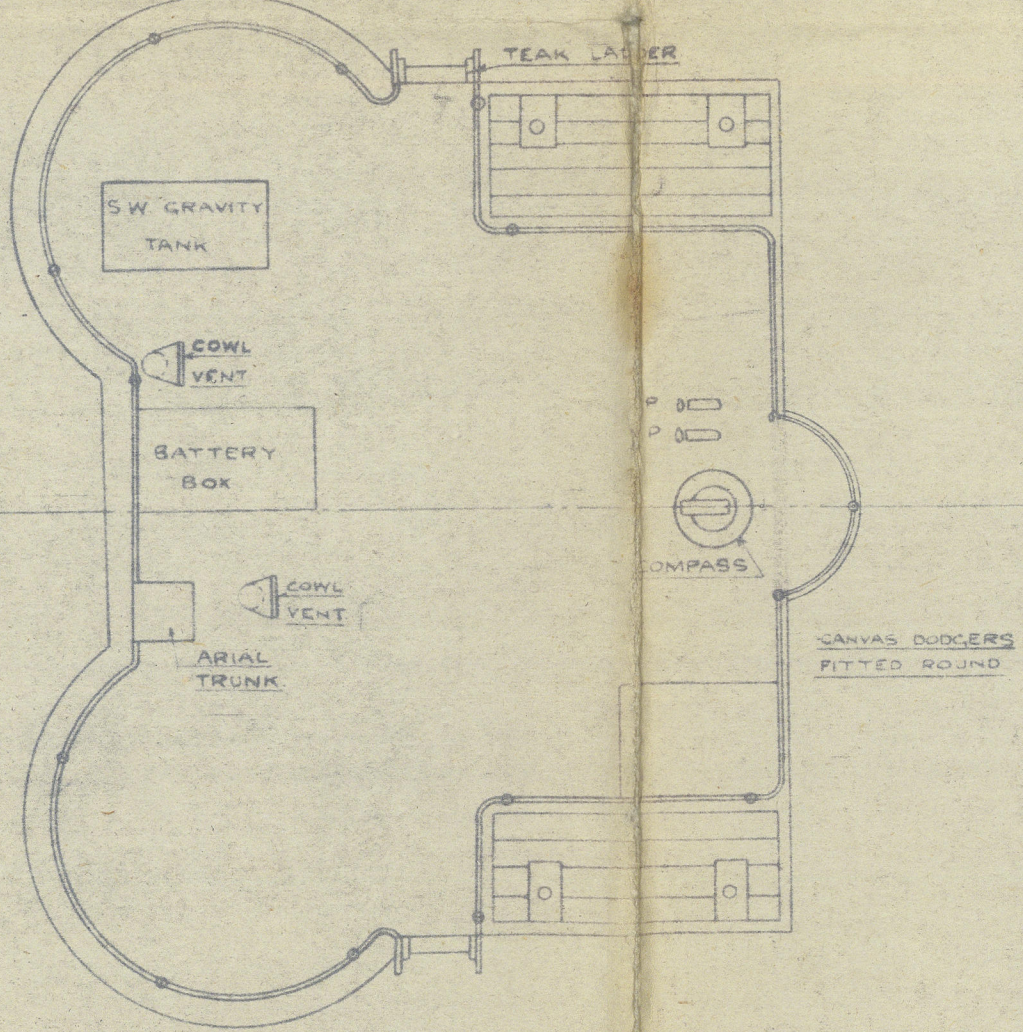 TEAK LADDER
S.W. GRAVITY
TANK
COWL
VENT
P
P
BATTERY
BOX
COMPASS
COWL
VENT
ARIAL
TRUNK
CANVAS DODGERS
FITTED ROUND